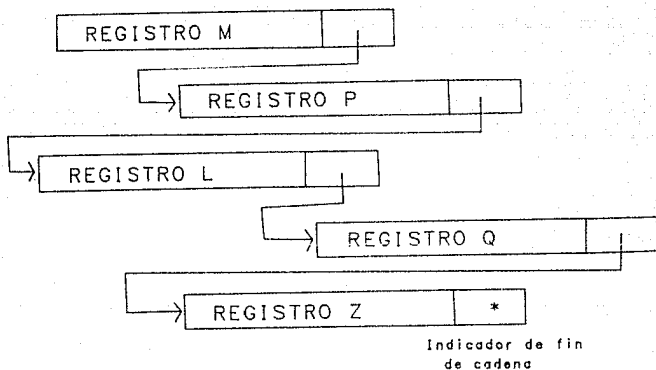 REGISTRO M
REGISTRO P
REGISTRO L
REGISTRO Q
REGISTRO Z *
Indicador de fin
de cadena